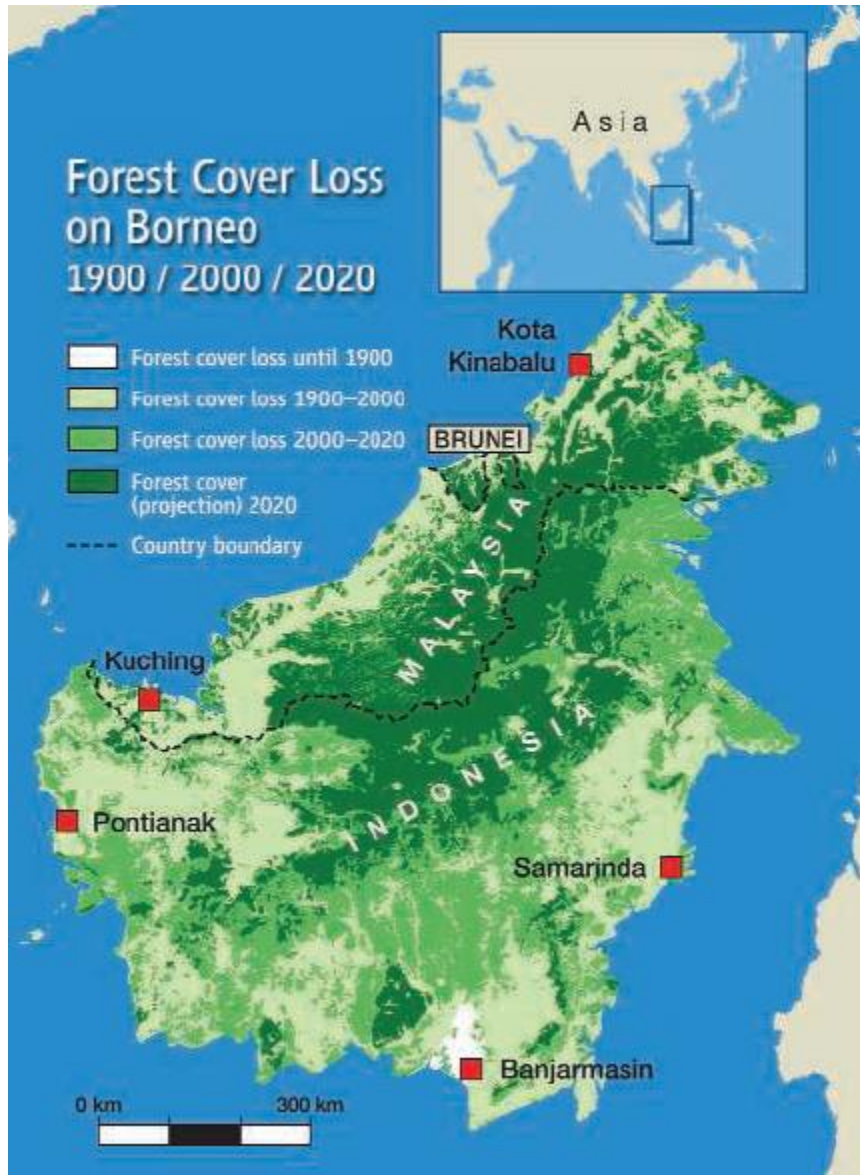 Asia
Forest Cover Loss
on Borneo
1900 / 2000 / 2020
Forest cover loss until 1900
Forest cover loss 1900–2000
Forest cover loss 2000–2020
Forest cover
(projection) 2020
Country boundary
Kota
Kinabalu
BRUNEI
MALAYSIA
Kuching
INDONESIA
Pontianak
Samarinda
Banjarmasin
0 km 300 km